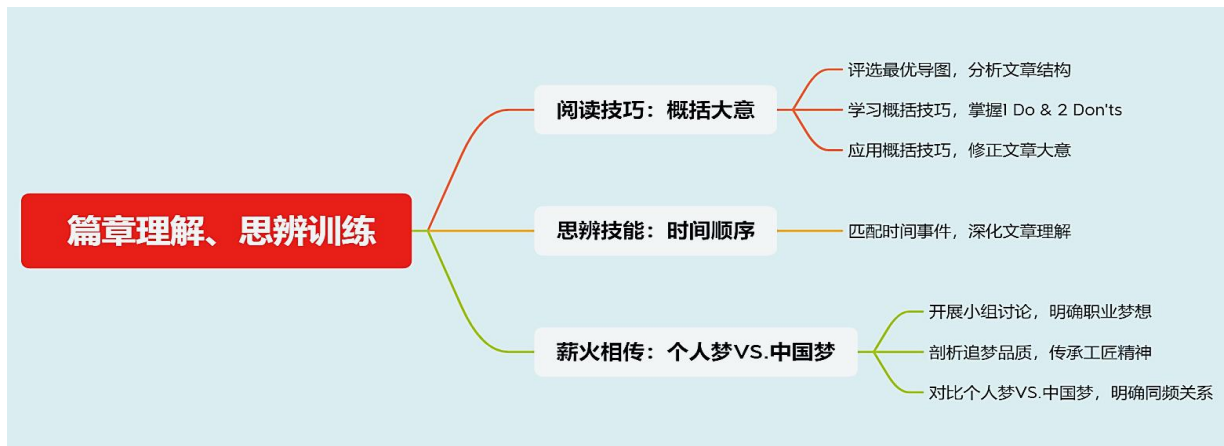 篇章理解、思辨训练
阅读技巧：概括大意
评选最优导图，分析文章结构
学习概括技巧，掌握1 Do & 2 Don'ts
应用概括技巧，修正文章大意
思辨技能：时间顺序
匹配时间事件，深化文章理解
薪火相传：个人梦VS.中国梦
开展小组讨论，明确职业梦想
剖析追梦品质，传承工匠精神
对比个人梦VS.中国梦，明确同频关系